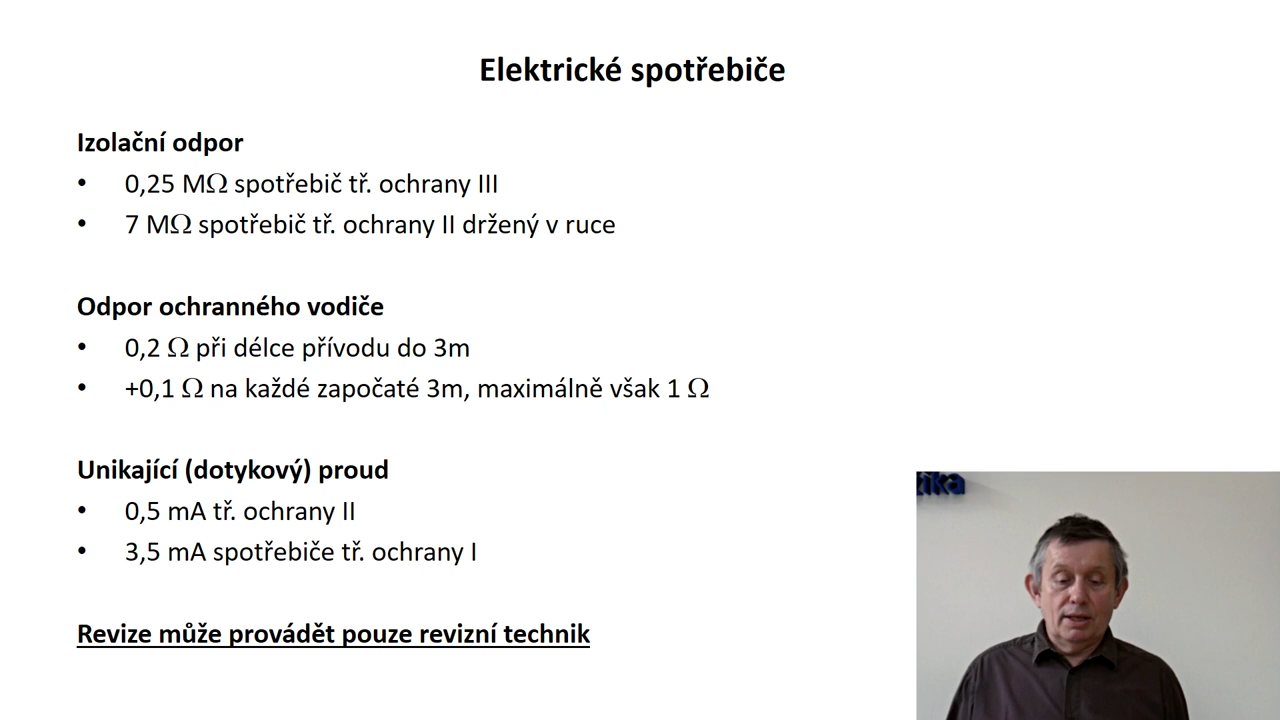 Elektrické spotřebiče
Izolační odpor
• 0,25 MΩ spotřebič tř. ochrany III
• 7 MΩ spotřebič tř. ochrany II držený v ruce
Odpor ochranného vodiče
• 0,2 Ω při délce přívodu do 3m
• +0,1 Ω na každé započaté 3m, maximálně však 1 Ω
Unikající (dotykový) proud
• 0,5 mA tř. ochrany II
• 3,5 mA spotřebiče tř. ochrany I
Revize může provádět pouze revizní technik